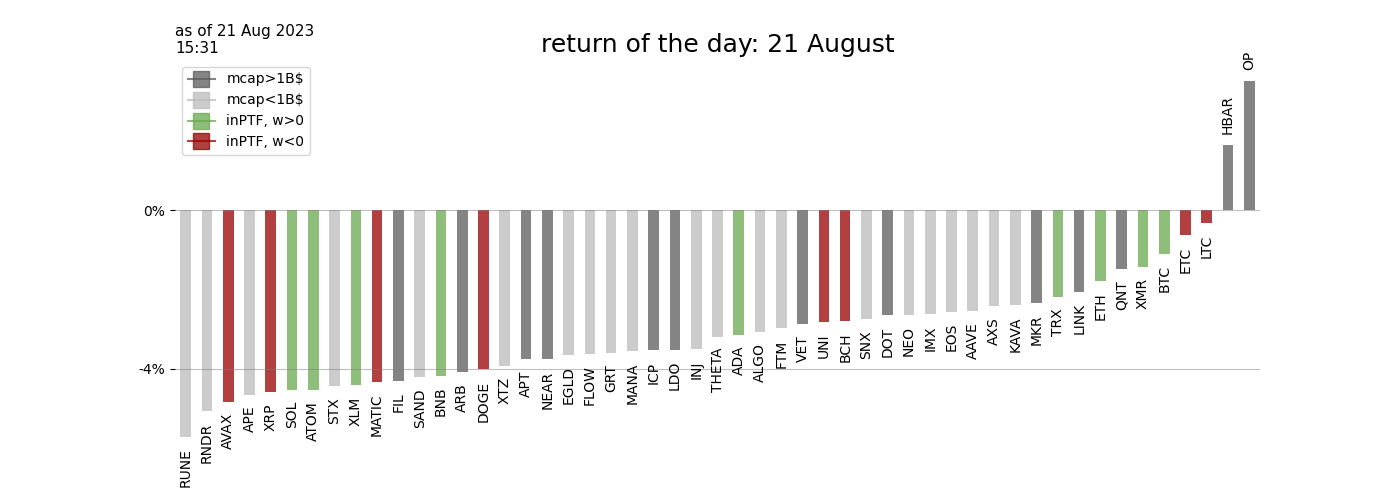 as of 21 Aug 2023
15:31
return of the day: 21 August
mcap>1B$
mcap<1B$
inPTF, w>0
inPTF, w<0
0%
-4%
RUNE
RNDR
AVAX
APE
XRP
SOL
ATOM
STX
XLM
MATIC
FIL
SAND
BNB
ARB
DOGE
XTZ
APT
NEAR
EGLD
FLOW
GRT
MANA
ICP
LDO
INJ
THETA
ADA
ALGO
FTM
VET
UNI
BCH
SNX
DOT
NEO
IMX
EOS
AAVE
AXS
KAVA
MKR
TRX
LINK
ETH
QNT
XMR
BTC
ETC
LTC
HBAR
OP